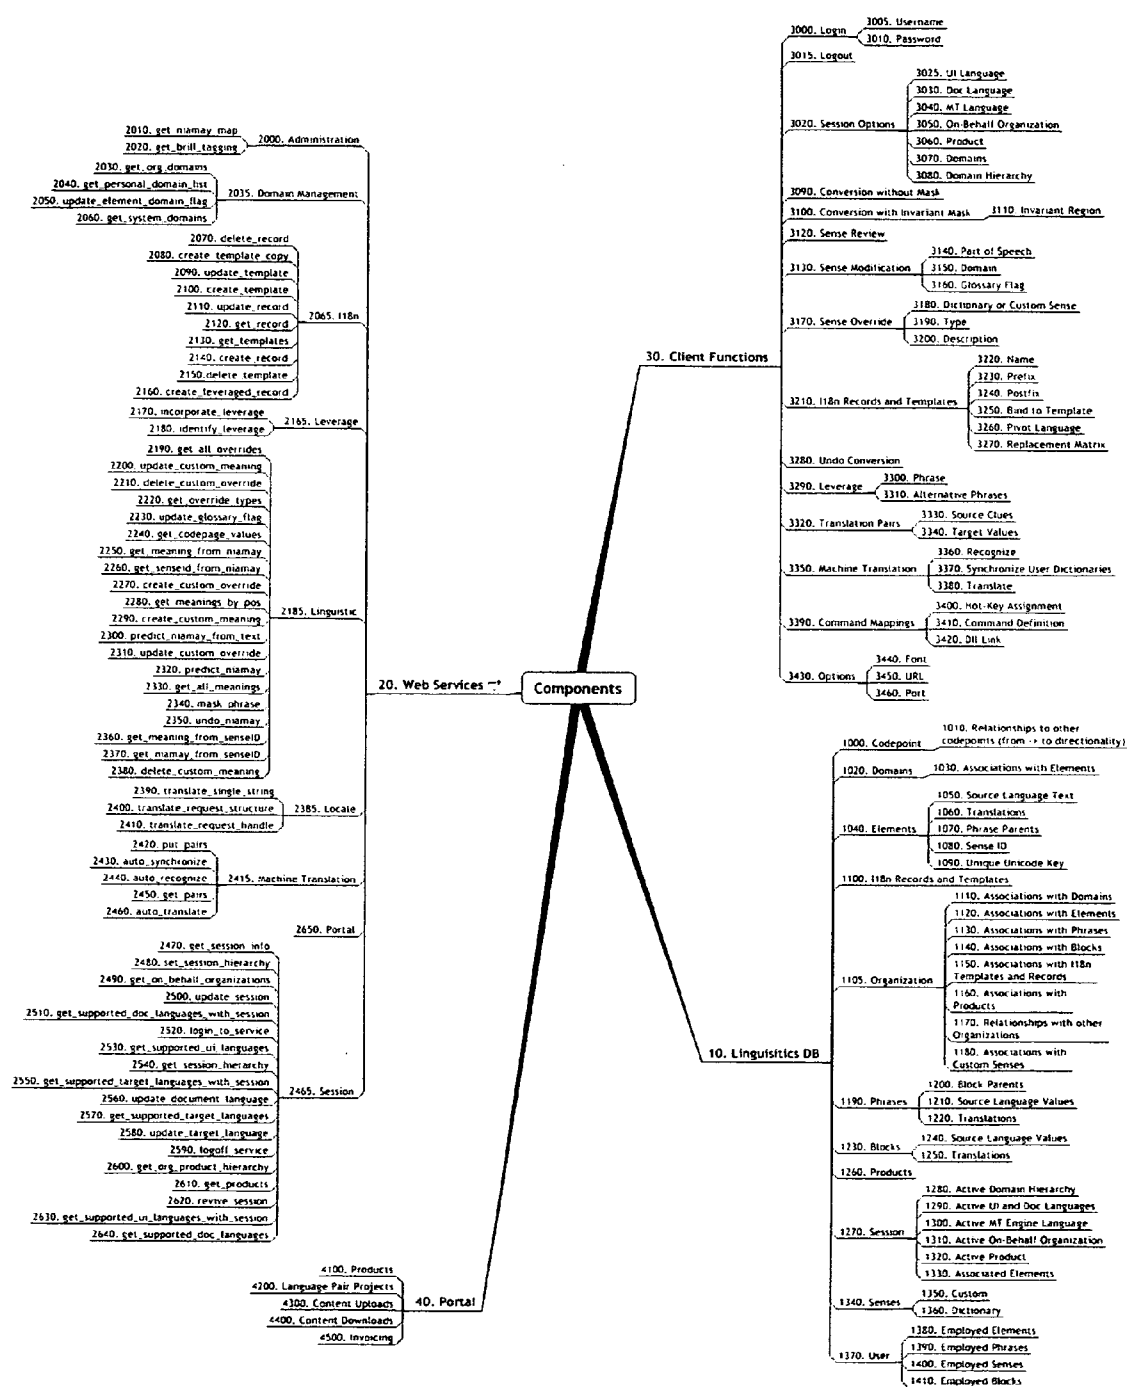 Components
30. Client Functions
3000. Login
3005. Username
3010. Password
3015. Logout
3020. Session Options
3025. UI Language
3030. Doc Language
3040. MT Language
3050. On-Behalf Organization
3060. Product
3070. Domains
3080. Domain Hierarchy
3090. Conversion without Mask
3100. Conversion with Invariant Mask
3110. Invariant Region
3120. Sense Review
3130. Sense Modification
3140. Part of Speech
3150. Domain
3160. Glossary Flag
3170. Sense Override
3180. Dictionary or Custom Sense
3190. Type
3200. Description
3210. I18n Records and Templates
3220. Name
3230. Prefix
3240. Postfix
3250. Bind to Template
3260. Pivot Language
3270. Replacement Matrix
3280. Undo Conversion
3290. Leverage
3300. Phrase
3310. Alternative Phrases
3320. Translation Pairs
3330. Source Clues
3340. Target Values
3350. Machine Translation
3360. Recognize
3370. Synchronize User Dictionaries
3380. Translate
3390. Command Mappings
3400. Hot-Key Assignment
3410. Command Definition
3420. Dll Link
3430. Options
3440. Font
3450. URL
3460. Port
10. Linguisitics DB
1000. Codepoint
1010. Relationships to other
codepoints (from -> to directionality)
1020. Domains
1030. Associations with Elements
1040. Elements
1050. Source Language Text
1060. Translations
1070. Phrase Parents
1080. Sense ID
1090. Unique Unicode Key
1100. I18n Records and Templates
1105. Organization
1110. Associations with Domains
1120. Associations with Elements
1130. Associations with Phrases
1140. Associations with Blocks
1150. Associations with I18n
Templates and Records
1160. Associations with
Products
1170. Relationships with other
Organizations
1180. Associations with
Custom Senses
1190. Phrases
1200. Block Parents
1210. Source Language Values
1220. Translations
1230. Blocks
1240. Source Language Values
1250. Translations
1260. Products
1270. Session
1280. Active Domain Hierarchy
1290. Active UI and Doc Languages
1300. Active MT Engine Language
1310. Active On-Behalf Organization
1320. Active Product
1330. Associated Elements
1340. Senses
1350. Custom
1360. Dictionary
1370. User
1380. Employed Elements
1390. Employed Phrases
1400. Employed Senses
1410. Employed Blocks
20. Web Services
2000. Administration
2010. get_niamay_map
2020. get_brill_tagging
2035. Domain Management
2030. get_org_domains
2040. get_personal_domain_list
2050. update_element_domain_flag
2060. get_system_domains
2065. I18n
2070. delete_record
2080. create_template_copy
2090. update_template
2100. create_template
2110. update_record
2120. get_record
2130. get_templates
2140. create_record
2150.delete_template
2160. create_leveraged_record
2165. Leverage
2170. incorporate_leverage
2180. identify_leverage
2185. Linguistic
2190. get_all_overrides
2200. update_custom_meaning
2210. delete_custom_override
2220. get_override_types
2230. update_glossary_flag
2240. get_codepage_values
2250. get_meaning_from_niamay
2260. get_senseid_from_niamay
2270. create_custom_override
2280. get_meanings_by_pos
2290. create_custom_meaning
2300. predict_niamay_from_text
2310. update_custom_override
2320. predict_niamay
2330. get_all_meanings
2340. mask_phrase
2350. undo_niamay
2360. get_meaning_from_senseID
2370. get_niamay_from_senseID
2380. delete_custom_meaning
2385. Locale
2390. translate_single_string
2400. translate_request_structure
2410. translate_request_handle
2415. Machine Translation
2420. put_pairs
2430. auto_synchronize
2440. auto_recognize
2450. get_pairs
2460. auto_translate
2650. Portal
2465. Session
2470. get_session_info
2480. set_session_hierarchy
2490. get_on_behalf_organizations
2500. update_session
2510. get_supported_doc_languages_with_session
2520. login_to_service
2530. get_supported_ui_languages
2540. get_session_hierarchy
2550. get_supported_target_languages_with_session
2560. update_document_language
2570. get_supported_target_languages
2580. update_target_language
2590. logoff_service
2600. get_org_product_hierarchy
2610. get_products
2620. revive_session
2630. get_supported_ui_languages_with_session
2640. get_supported_doc_languages
40. Portal
4100. Products
4200. Language Pair Projects
4300. Content Uploads
4400. Content Downloads
4500. Invoicing